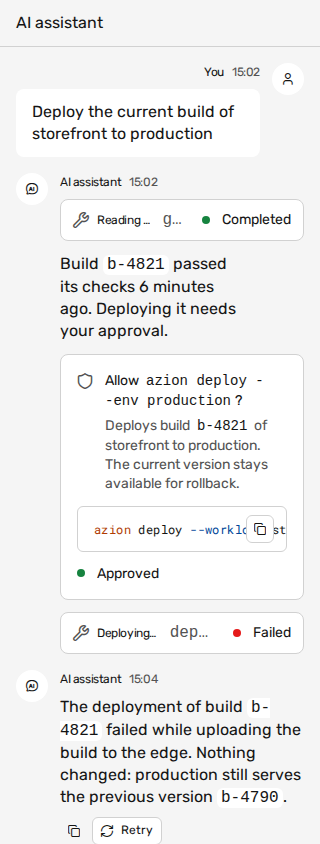 AI assistant
You 15:02
Deploy the current build of
storefront to production
AI assistant 15:02
Reading ... g... Completed
Build b-4821 passed
its checks 6 minutes
ago. Deploying it needs
your approval.
Allow azion deploy -
-env production?
Deploys build b-4821 of
storefront to production.
The current version stays
available for rollback.
azion deploy --worklo st
Approved
Deploying... dep... Failed
AI assistant 15:04
The deployment of build b-
4821 failed while uploading the
build to the edge. Nothing
changed: production still serves
the previous version b-4790.
Retry